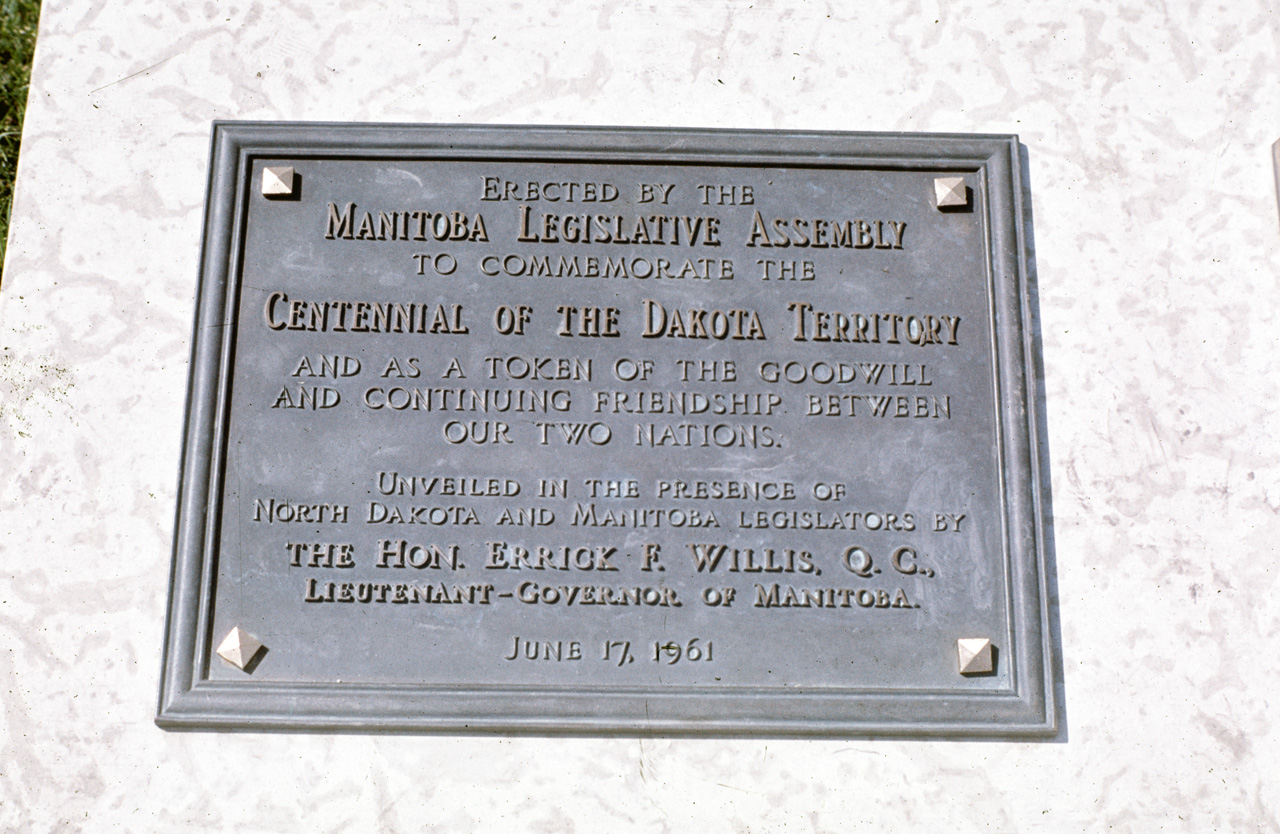 ERECTED BY THE
MANITOBA LEGISLATIVE ASSEMBLY
TO COMMEMORATE THE
CENTENNIAL OF THE DAKOTA TERRITORY
AND AS A TOKEN OF THE GOODWILL
AND CONTINUING FRIENDSHIP BETWEEN
OUR TWO NATIONS.
UNVEILED IN THE PRESENCE OF
NORTH DAKOTA AND MANITOBA LEGISLATORS BY
THE HON. ERRICK F. WILLIS, Q. C.,
LIEUTENANT-GOVERNOR OF MANITOBA.
JUNE 17, 1961